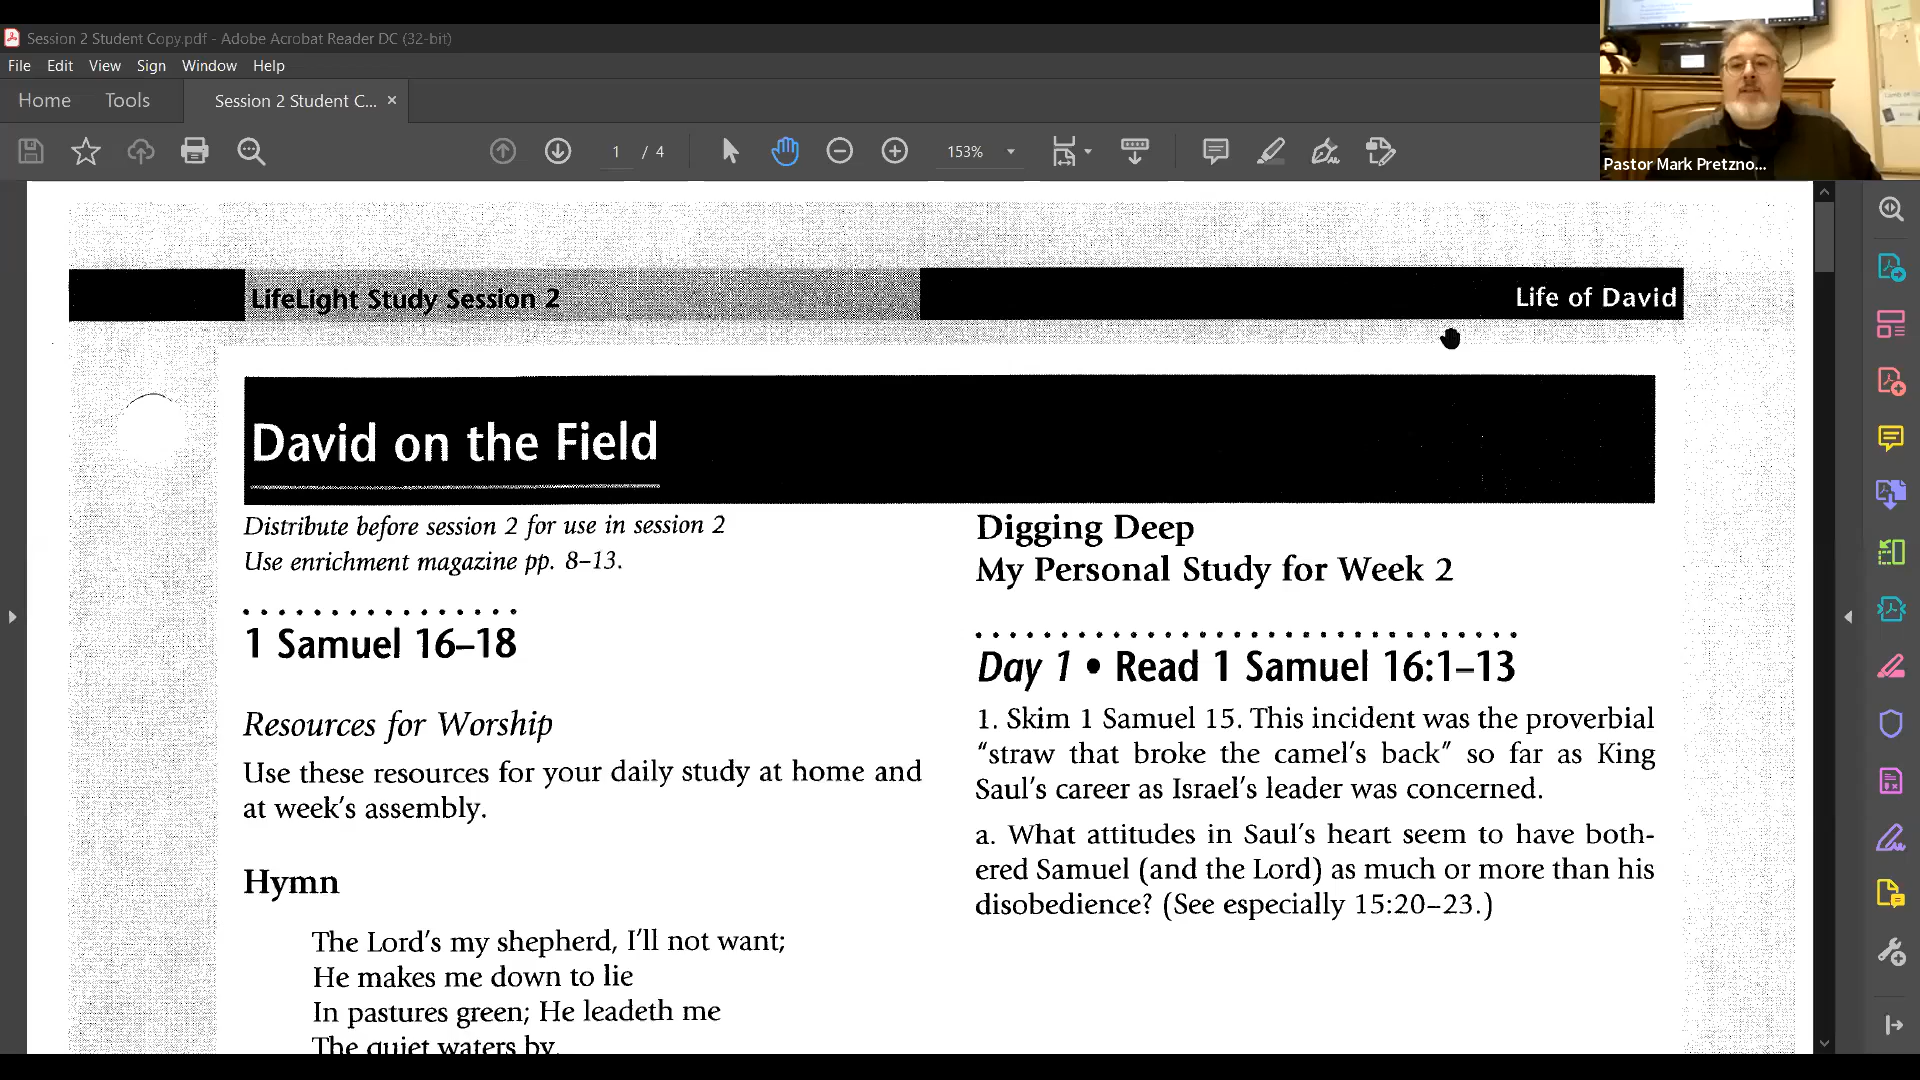 Session 2 Student Copy.pdf - Adobe Acrobat Reader DC (32-bit)
File Edit View Sign Window Help
Home Tools Session 2 Student C... ×
1 / 4 153%
Pastor Mark Pretzno...
LifeLight Study Session 2
Life of David
David on the Field
Distribute before session 2 for use in session 2
Use enrichment magazine pp. 8–13.
1 Samuel 16–18
Resources for Worship
Use these resources for your daily study at home and
at week's assembly.
Hymn
The Lord's my shepherd, I'll not want;
He makes me down to lie
In pastures green; He leadeth me
The quiet waters by.
Digging Deep
My Personal Study for Week 2
Day 1 • Read 1 Samuel 16:1–13
1. Skim 1 Samuel 15. This incident was the proverbial
“straw that broke the camel's back” so far as King
Saul's career as Israel's leader was concerned.
a. What attitudes in Saul's heart seem to have both-
ered Samuel (and the Lord) as much or more than his
disobedience? (See especially 15:20–23.)